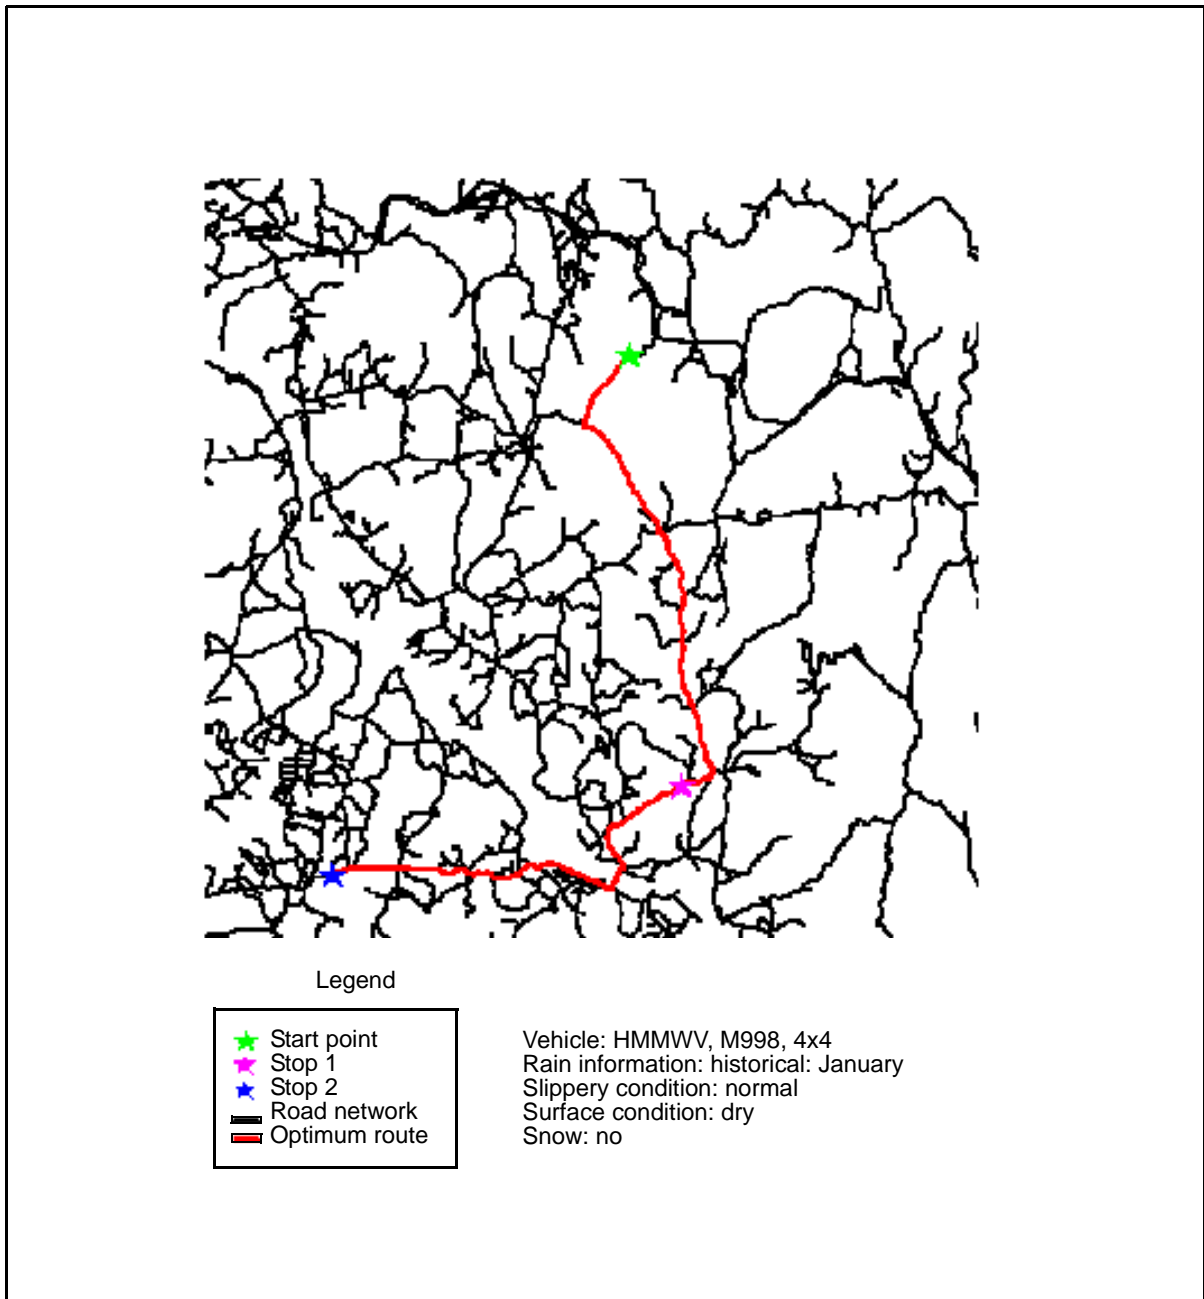 Legend
Start point
Stop 1
Stop 2
Road network
Optimum route
Vehicle: HMMWV, M998, 4x4
Rain information: historical: January
Slippery condition: normal
Surface condition: dry
Snow: no